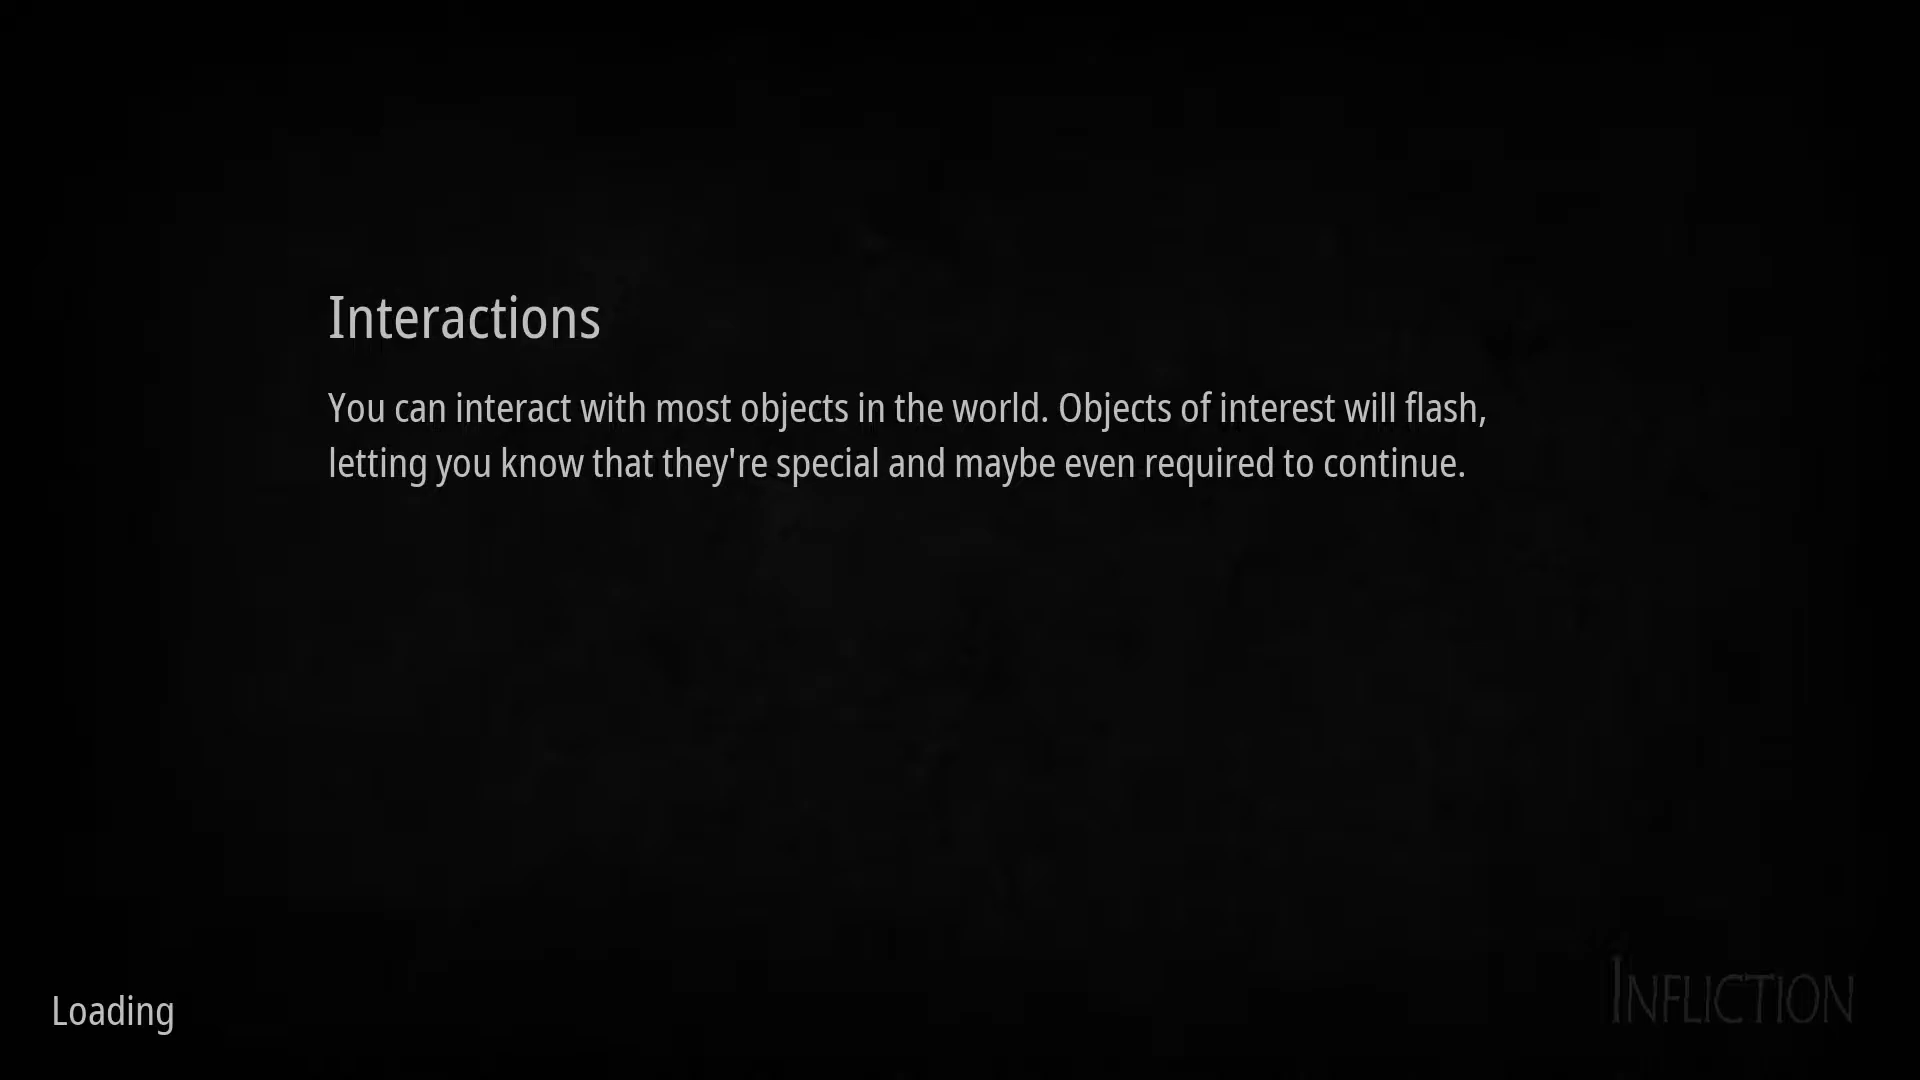 Interactions
You can interact with most objects in the world. Objects of interest will flash,
letting you know that they're special and maybe even required to continue.
Loading
INFLICTION